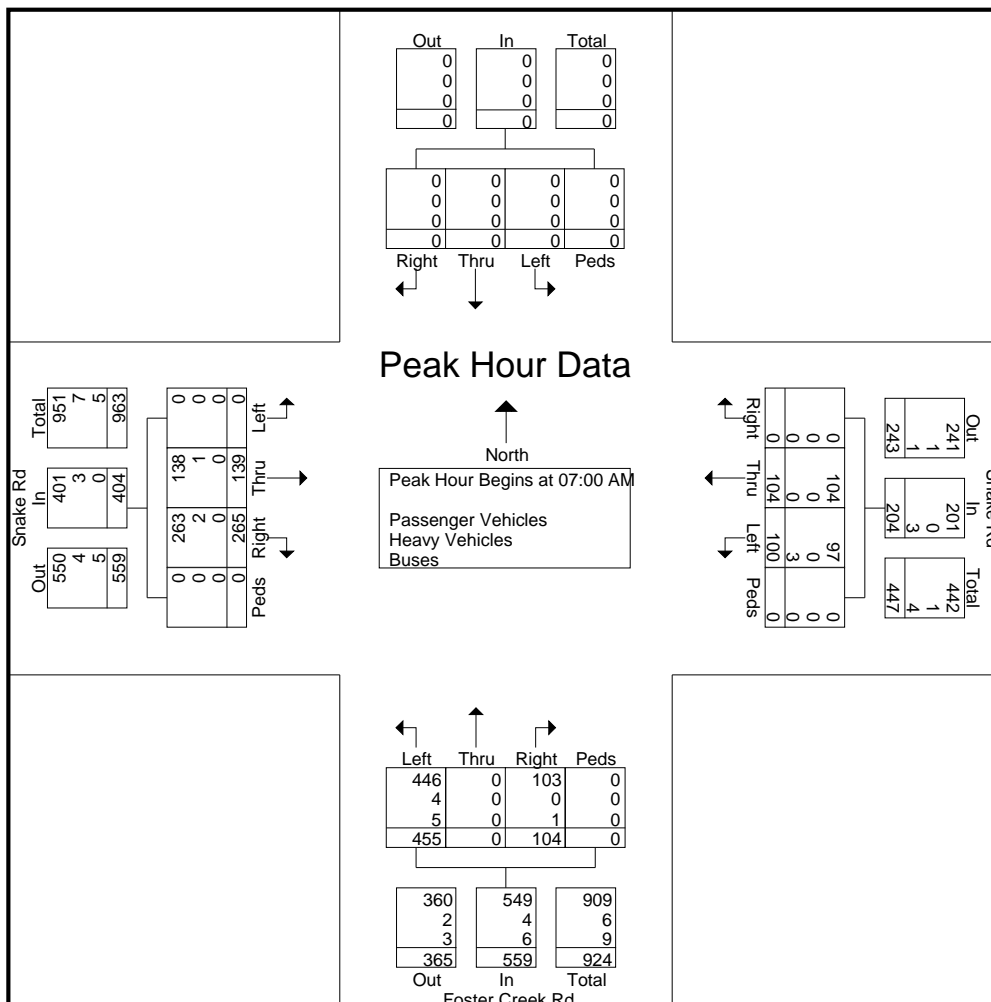 Out In Total
0 0 0
0 0 0
0 0 0
0 0 0
0 0 0 0
0 0 0 0
0 0 0 0
0 0 0 0
Right Thru Left Peds
Peak Hour Data
North
Peak Hour Begins at 07:00 AM
Passenger Vehicles
Heavy Vehicles
Buses
Snake Rd
Out In Total
550 401 951
4 3 7
5 0 5
559 404 963
0 263 138 0
0 2 1 0
0 0 0 0
0 265 139 0
Peds Right Thru Left
Snake Rd
Out In Total
241 201 442
1 0 1
1 3 4
243 204 447
0 104 97 0
0 0 0 0
0 0 3 0
0 104 100 0
Right Thru Left Peds
Left Thru Right Peds
446 0 103 0
4 0 0 0
5 0 1 0
455 0 104 0
360 549 909
2 4 6
3 6 9
365 559 924
Out In Total
Foster Creek Rd